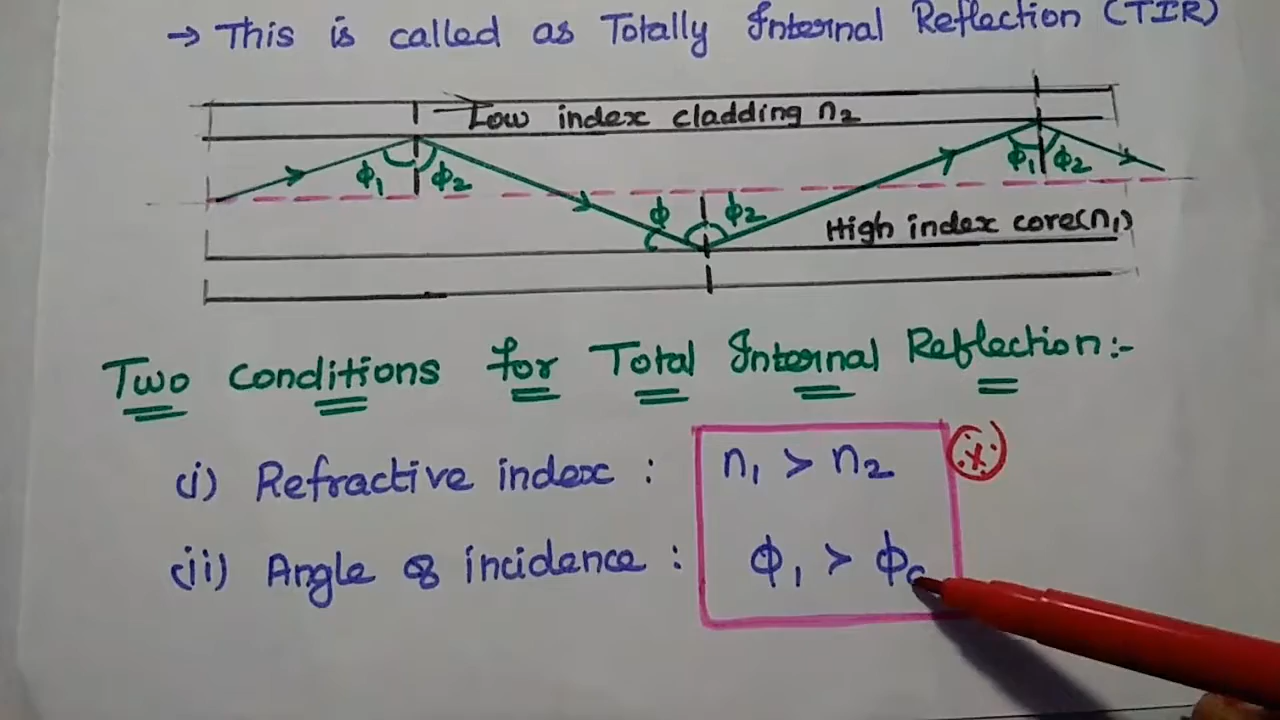 → This is called as Totally Internal Reflection (TIR)
Low index cladding n₂
ϕ₁ ϕ₂ ϕ₁ ϕ₂
ϕ ϕ₂
High index core(n₁)
Two conditions for Total Internal Reflection:-
(i) Refractive index : n₁ > n₂
(ii) Angle of incidence : ϕ₁ > ϕc